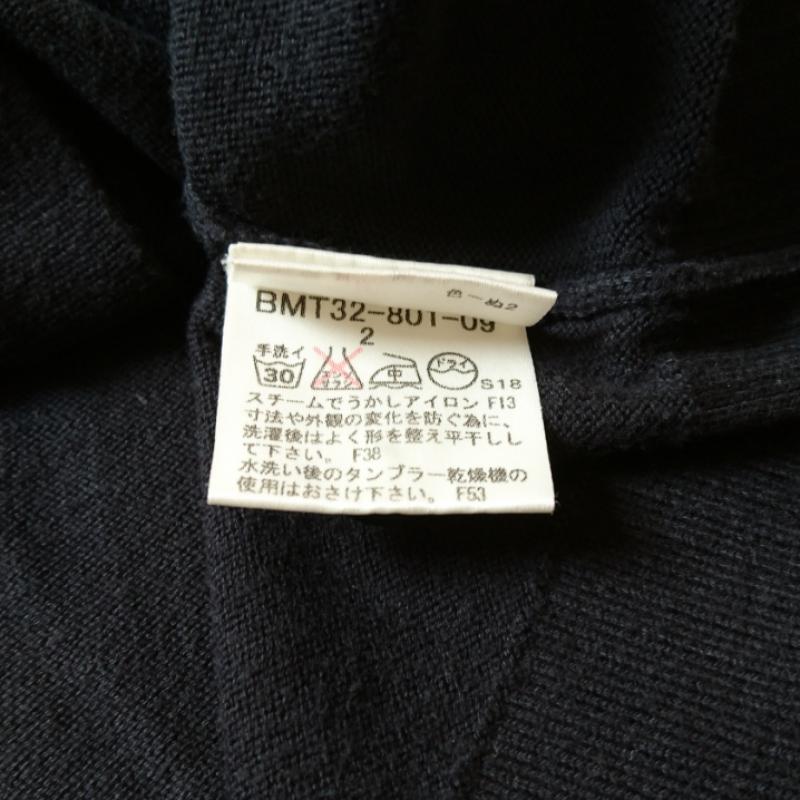 色ーぬ2
BMT32-801-09
2
手洗イ
30 エンソ サラシ 中 ドライ S18
スチームでうかしアイロン F13
寸法や外観の変化を防ぐ為に、
洗濯後はよく形を整え平干しし
て下さい。 F38
水洗い後のタンブラー乾燥機の
使用はおさけ下さい。 F53